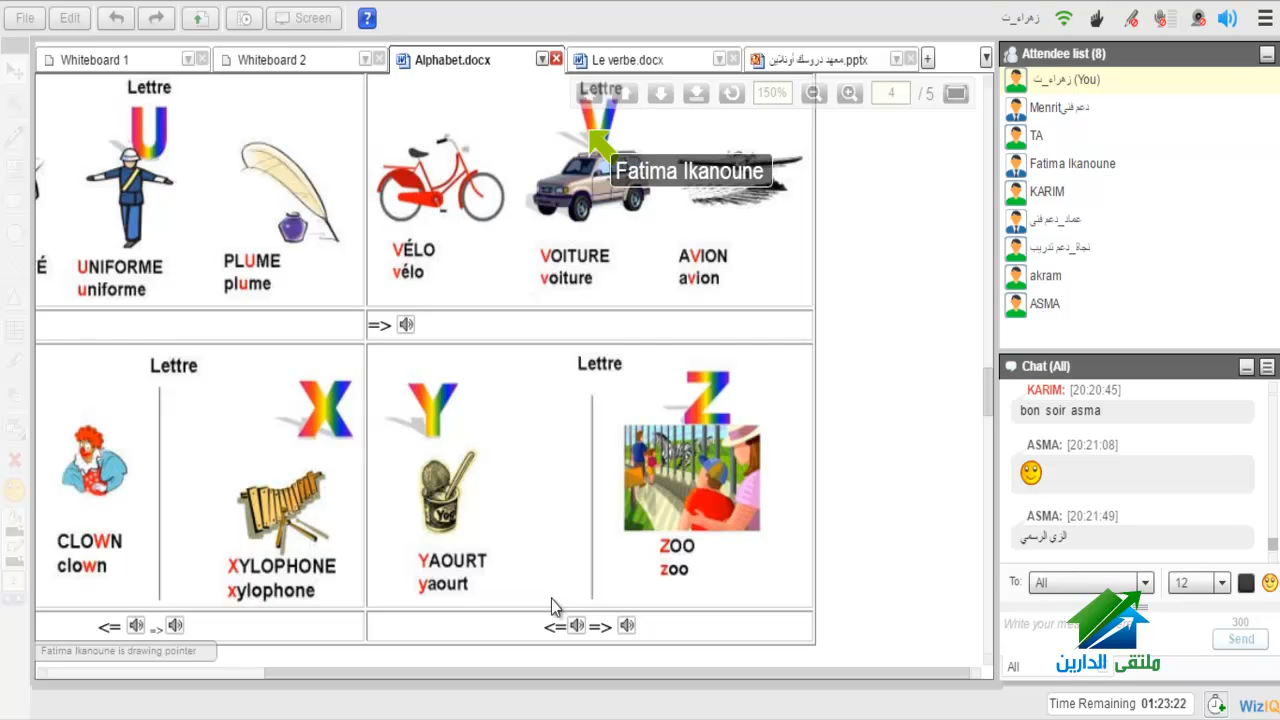 File Edit Screen ? زهراء_ت
Whiteboard 1 Whiteboard 2 Alphabet.docx Le verbe.docx معهد دروسك أونلاين.pptx +
Attendee list (8)
زهراء_ت (You)
Menritدعم فني
TA
Fatima Ikanoune
KARIM
عماد_دعم فني
نجاة_دعم تدريب
akram
ASMA
Lettre
U
Lettre
V
150% 4 / 5
Fatima Ikanoune
É
UNIFORME
uniforme
PLUME
plume
VÉLO
vélo
VOITURE
voiture
AVION
avion
=>
Lettre
X
Lettre
Y
Z
CLOWN
clown
XYLOPHONE
xylophone
YAOURT
yaourt
ZOO
zoo
<= =>
<= =>
Fatima Ikanoune is drawing pointer
Chat (All)
KARIM: [20:20:45]
bon soir asma
ASMA: [20:21:08]
ASMA: [20:21:49]
الزي الرسمي
To: All 12
Write your me
300
Send
All
ملتقى الدارين
Time Remaining 01:23:22
WizIQ